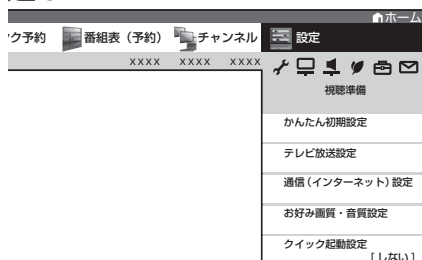 ホーム
ク予約 番組表（予約） チャンネル 設定
xxxx xxxx xxxx
視聴準備
かんたん初期設定
テレビ放送設定
通信（インターネット）設定
お好み画質・音質設定
クイック起動設定
［しない］